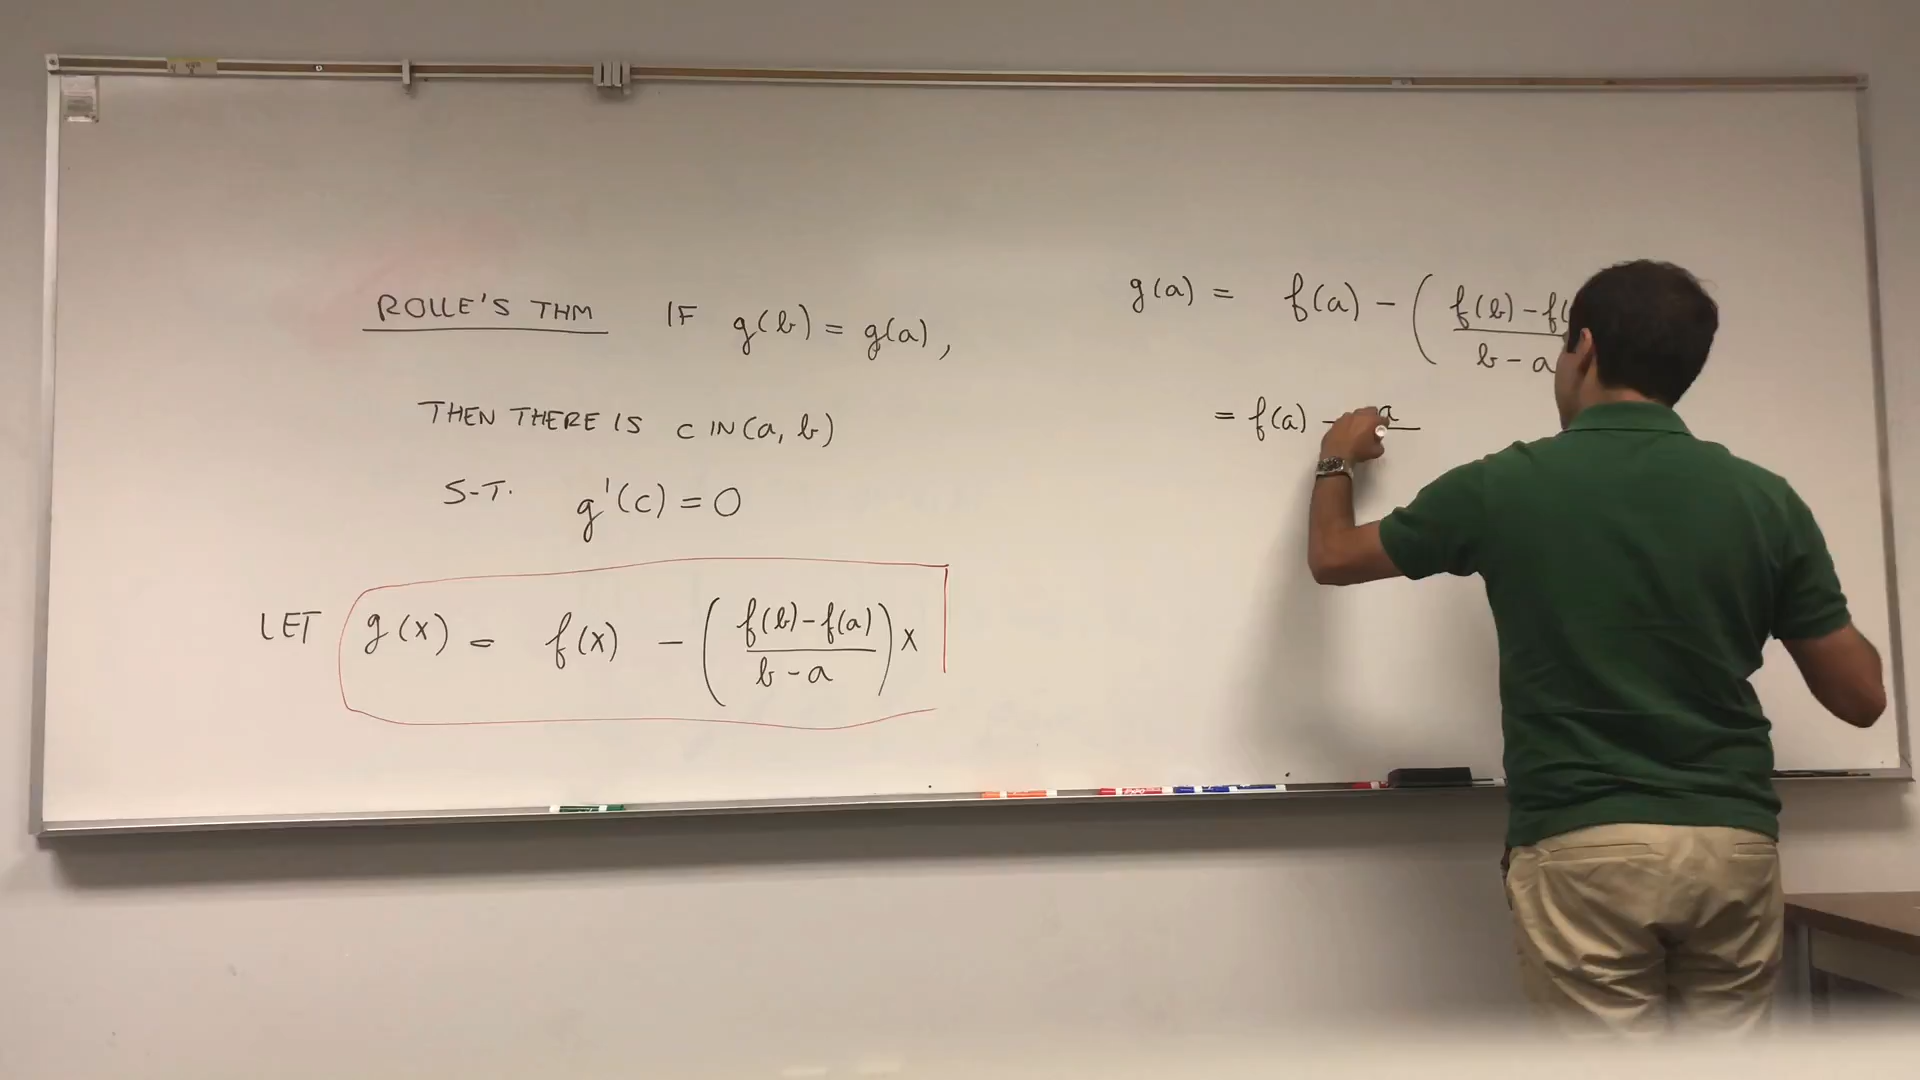 ROLLE'S THM IF g(b) = g(a),
THEN THERE IS c IN (a, b)
S-T. g'(c) = 0
LET g(x) = f(x) - ( f(b)-f(a) / b-a ) x
g(a) = f(a) - ( f(b) - f( / b - a
= f(a) - a